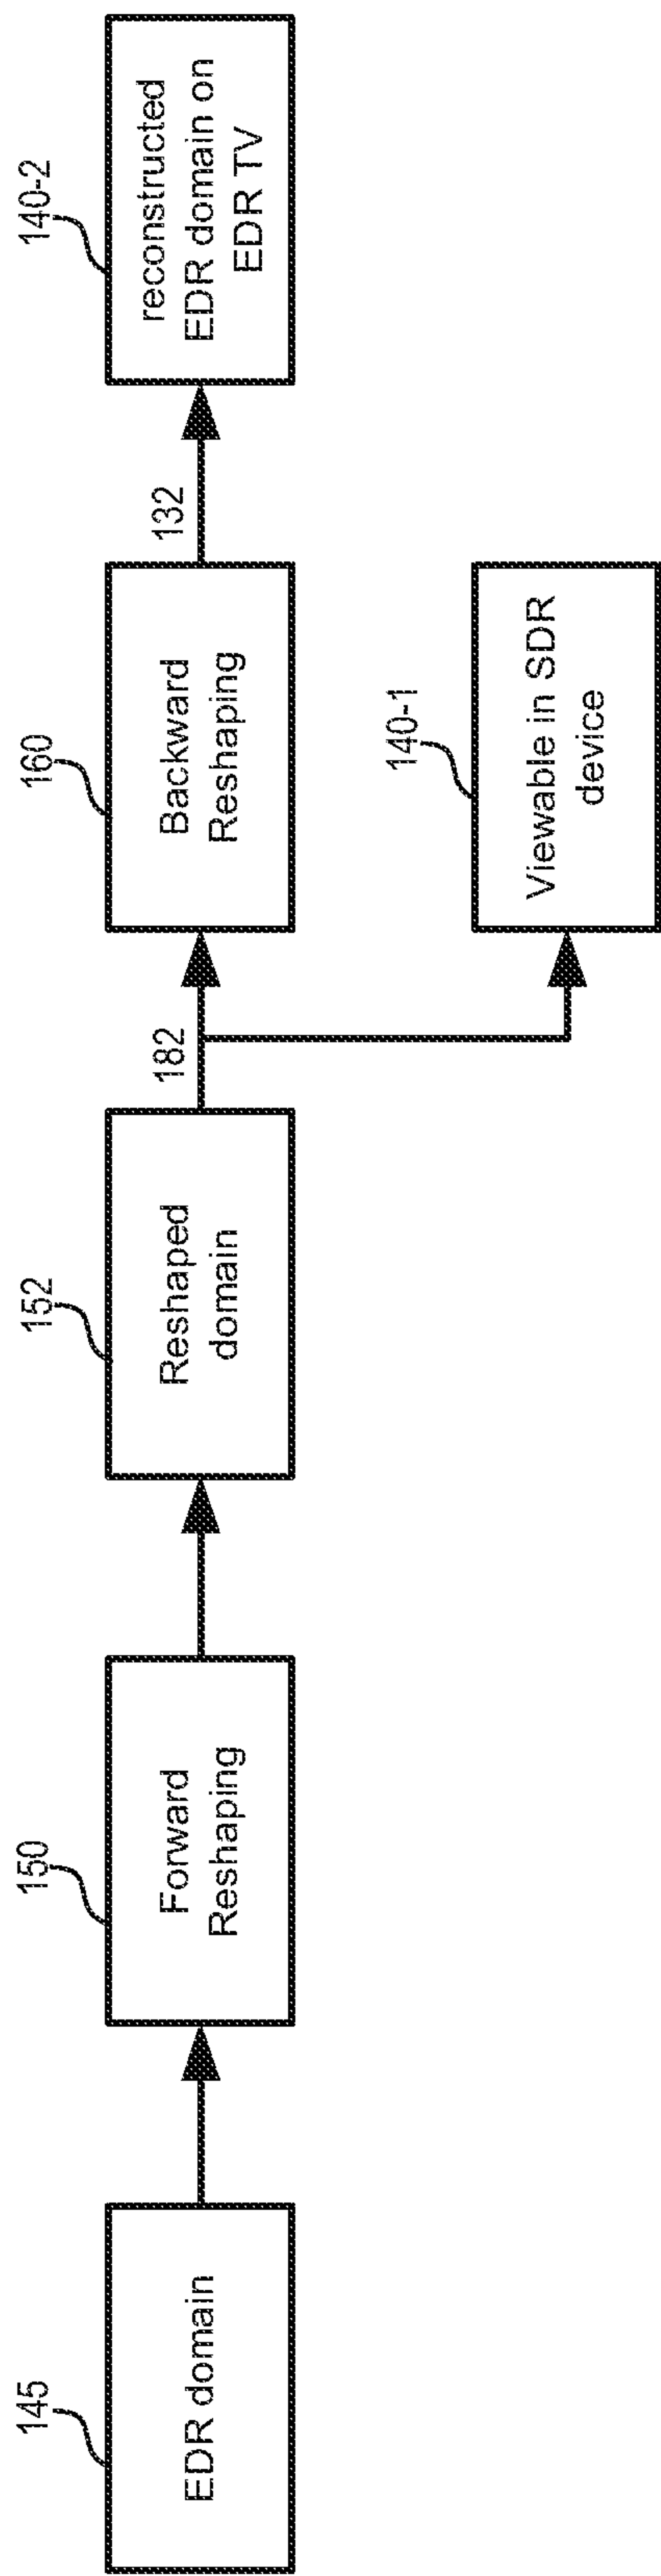 145
EDR domain
150
Forward
Reshaping
152
Reshaped
domain
182
160
Backward
Reshaping
132
140-2
reconstructed
EDR domain on
EDR TV
140-1
Viewable in SDR
device